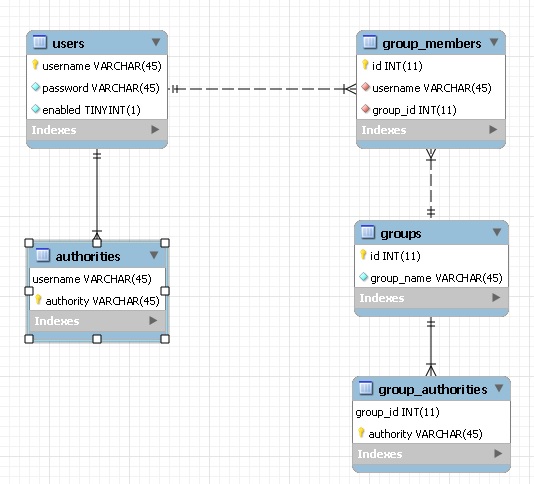 users
username VARCHAR(45)
password VARCHAR(45)
enabled TINYINT(1)
Indexes
group_members
id INT(11)
username VARCHAR(45)
group_id INT(11)
Indexes
authorities
username VARCHAR(45)
authority VARCHAR(45)
Indexes
groups
id INT(11)
group_name VARCHAR(45)
Indexes
group_authorities
group_id INT(11)
authority VARCHAR(45)
Indexes